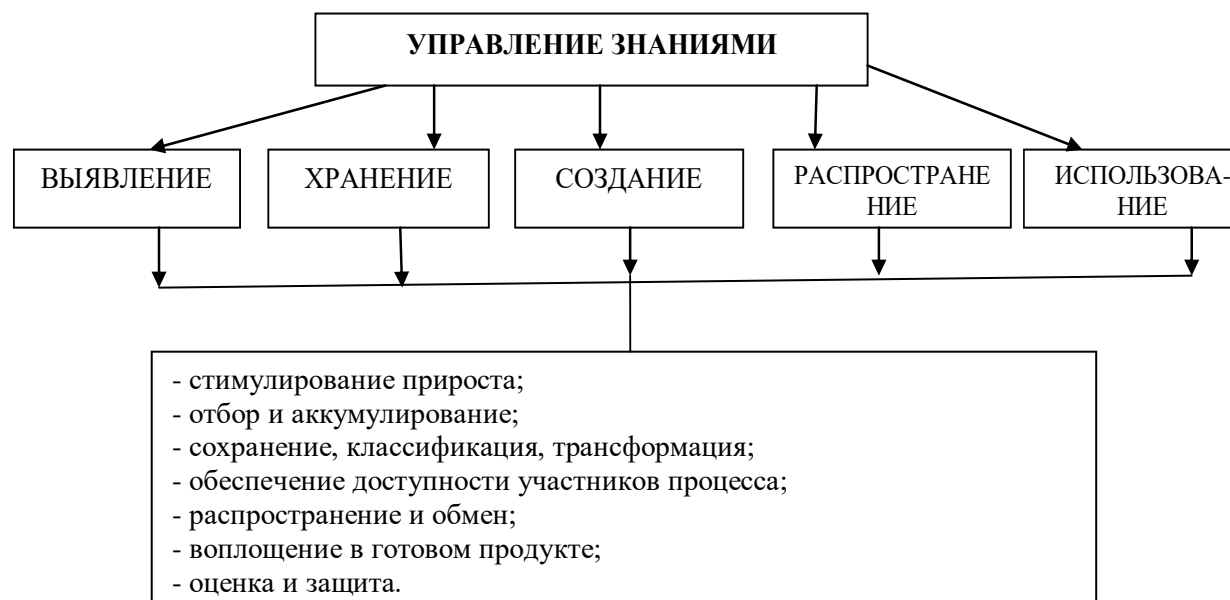 УПРАВЛЕНИЕ ЗНАНИЯМИ
ВЫЯВЛЕНИЕ
ХРАНЕНИЕ
СОЗДАНИЕ
РАСПРОСТРАНЕ
НИЕ
ИСПОЛЬЗОВА-
НИЕ
- стимулирование прироста;
- отбор и аккумулирование;
- сохранение, классификация, трансформация;
- обеспечение доступности участников процесса;
- распространение и обмен;
- воплощение в готовом продукте;
- оценка и защита.